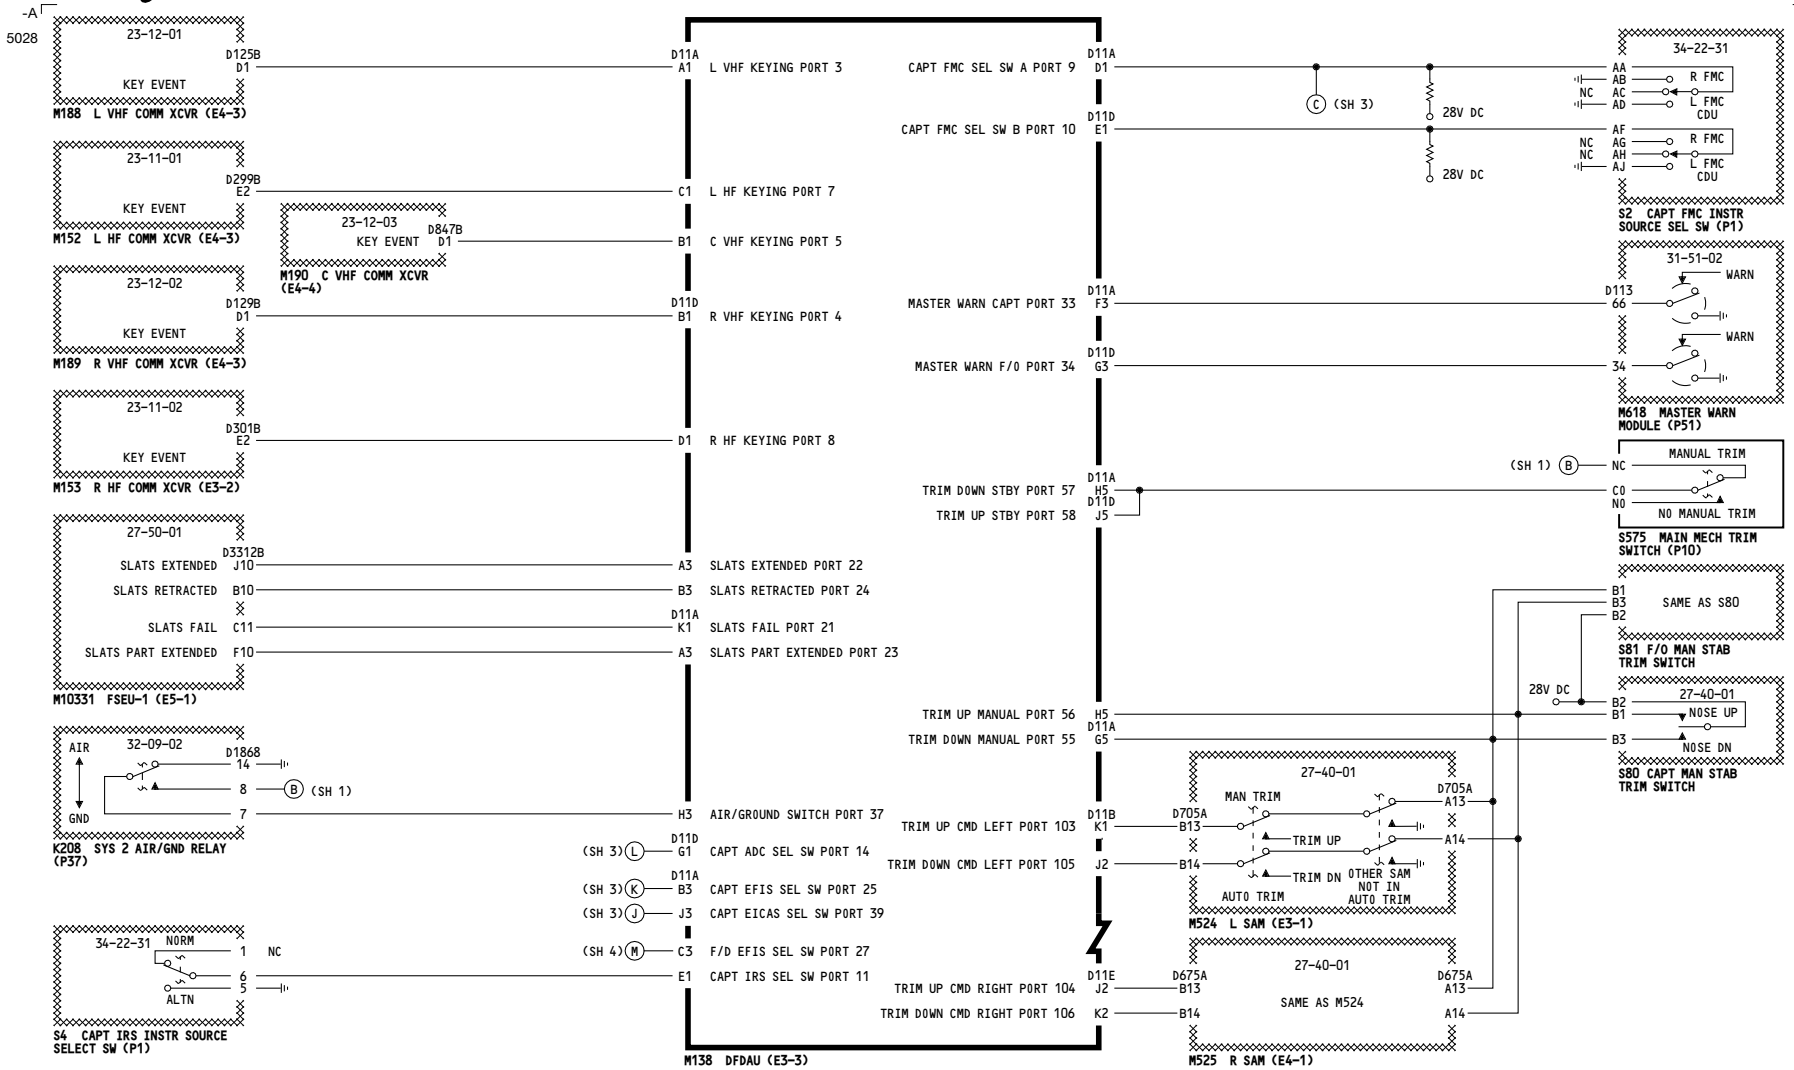 -A
5028
23-12-01
D125B
D1
KEY EVENT
M188 L VHF COMM XCVR (E4-3)
23-11-01
D299B
E2
KEY EVENT
M152 L HF COMM XCVR (E4-3)
23-12-03
D847B
KEY EVENT D1
M190 C VHF COMM XCVR
(E4-4)
23-12-02
D129B
D1
KEY EVENT
M189 R VHF COMM XCVR (E4-3)
23-11-02
D301B
E2
KEY EVENT
M153 R HF COMM XCVR (E3-2)
27-50-01
D3312B
SLATS EXTENDED J10
SLATS RETRACTED B10
SLATS FAIL C11
SLATS PART EXTENDED F10
M10331 FSEU-1 (E5-1)
32-09-02
AIR
D1868
14
8
B (SH 1)
7
GND
K208 SYS 2 AIR/GND RELAY
(P37)
34-22-31
NORM
1 NC
6
5
ALTN
S4 CAPT IRS INSTR SOURCE
SELECT SW (P1)
D11A
A1 L VHF KEYING PORT 3
C1 L HF KEYING PORT 7
B1 C VHF KEYING PORT 5
D11D
B1 R VHF KEYING PORT 4
D1 R HF KEYING PORT 8
A3 SLATS EXTENDED PORT 22
B3 SLATS RETRACTED PORT 24
D11A
K1 SLATS FAIL PORT 21
A3 SLATS PART EXTENDED PORT 23
H3 AIR/GROUND SWITCH PORT 37
D11D
(SH 3) L G1 CAPT ADC SEL SW PORT 14
D11A
(SH 3) K B3 CAPT EFIS SEL SW PORT 25
(SH 3) J J3 CAPT EICAS SEL SW PORT 39
(SH 4) M C3 F/D EFIS SEL SW PORT 27
E1 CAPT IRS SEL SW PORT 11
M138 DFDAU (E3-3)
D11A
CAPT FMC SEL SW A PORT 9 D1
D11D
CAPT FMC SEL SW B PORT 10 E1
D11A
MASTER WARN CAPT PORT 33 F3
D11D
MASTER WARN F/O PORT 34 G3
D11A
TRIM DOWN STBY PORT 57 H5
D11D
TRIM UP STBY PORT 58 J5
TRIM UP MANUAL PORT 56 H5
D11A
TRIM DOWN MANUAL PORT 55 G5
D11B
TRIM UP CMD LEFT PORT 103 K1
TRIM DOWN CMD LEFT PORT 105 J2
D11E
TRIM UP CMD RIGHT PORT 104 J2
TRIM DOWN CMD RIGHT PORT 106 K2
C (SH 3)
28V DC
28V DC
34-22-31
AA
AB R FMC
NC AC
AD L FMC
CDU
AF
NC AG R FMC
NC AH
AJ L FMC
CDU
S2 CAPT FMC INSTR
SOURCE SEL SW (P1)
31-51-02
WARN
D113
66
WARN
34
M618 MASTER WARN
MODULE (P51)
MANUAL TRIM
(SH 1) B NC
CO
NO
NO MANUAL TRIM
S575 MAIN MECH TRIM
SWITCH (P10)
B1
B3 SAME AS S80
B2
S81 F/O MAN STAB
TRIM SWITCH
28V DC
27-40-01
B2
B1 NOSE UP
B3
NOSE DN
S80 CAPT MAN STAB
TRIM SWITCH
27-40-01
D705A
MAN TRIM
A13
D705A
B13
TRIM UP
A14
B14
TRIM DN
OTHER SAM
NOT IN
AUTO TRIM
AUTO TRIM
M524 L SAM (E3-1)
27-40-01
D675A
B13
D675A
A13
SAME AS M524
B14
A14
M525 R SAM (E4-1)